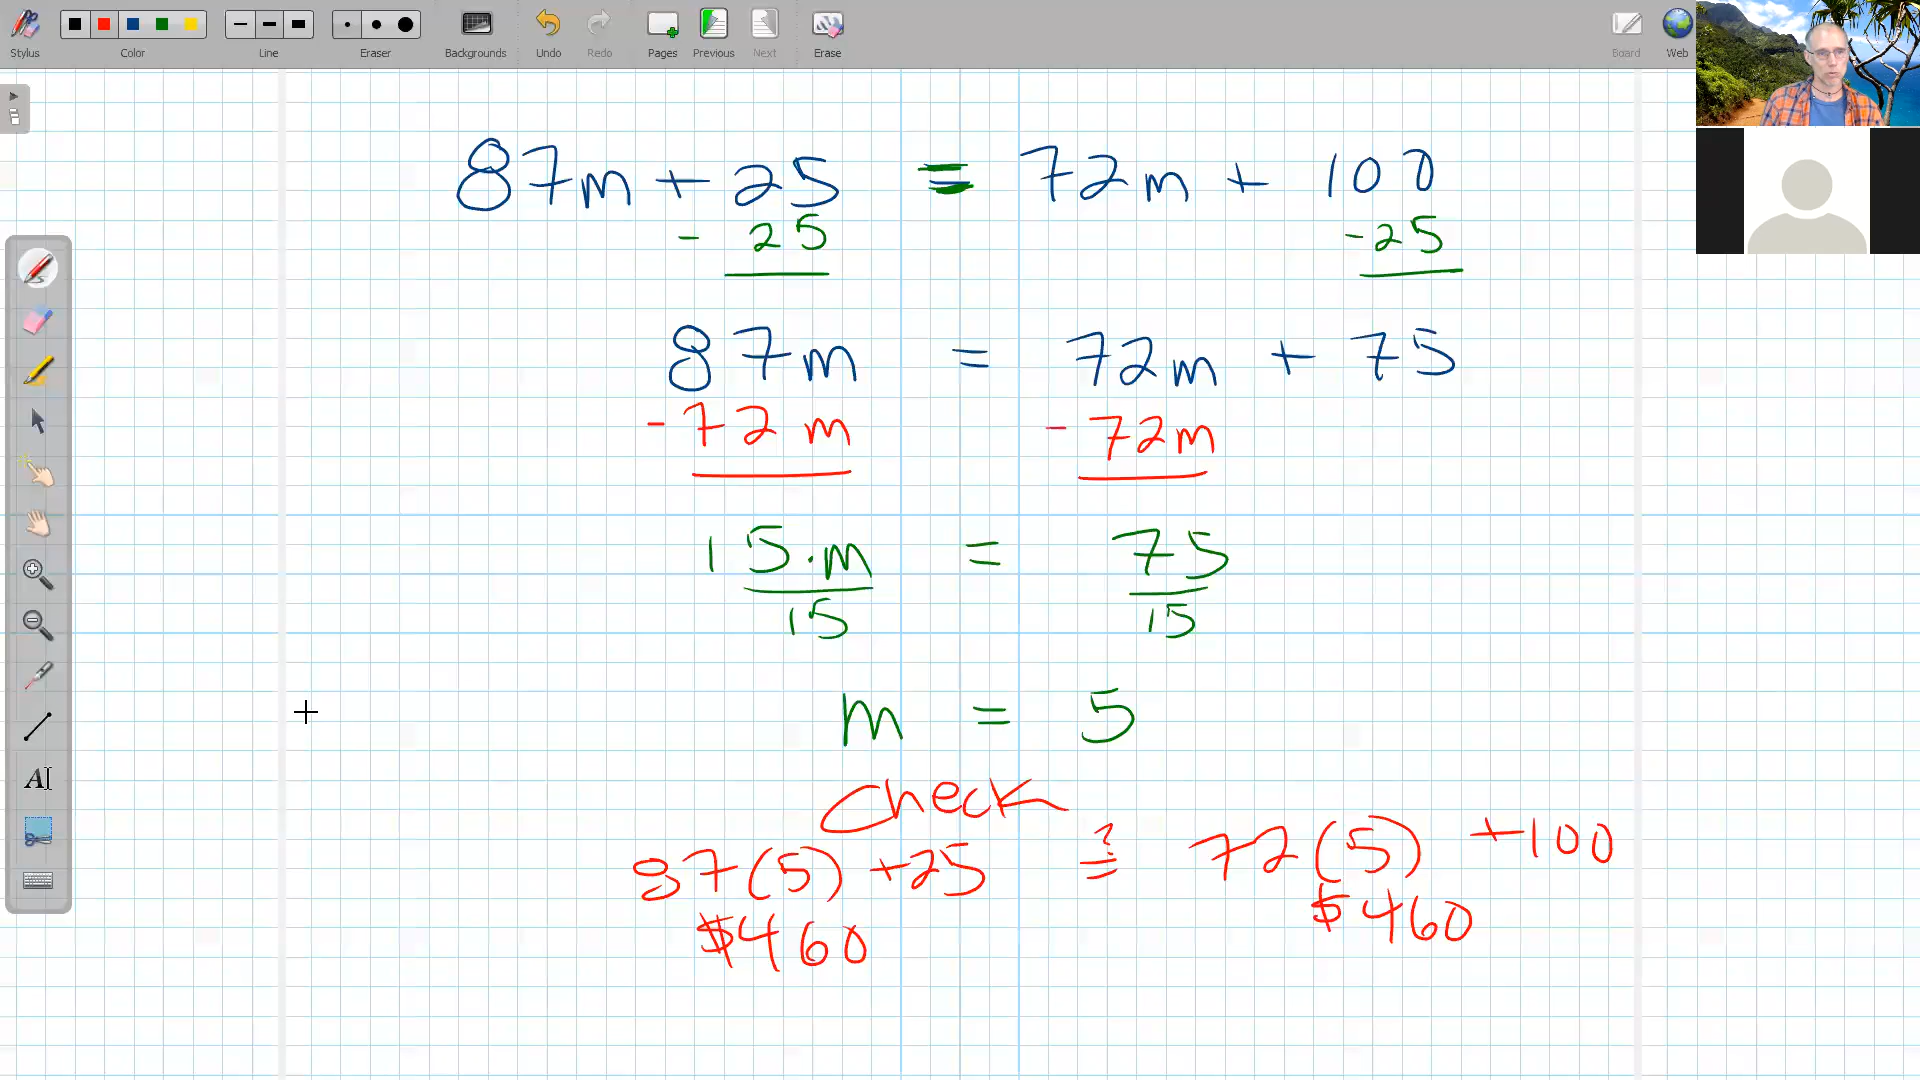 Stylus
Color
Line
Eraser
Backgrounds
Undo
Redo
Pages
Previous
Next
Erase
Board
Web
87m + 25 = 72m + 100
- 25 -25
87m = 72m + 75
-72m -72m
15·m = 75
15 15
m = 5
Check
87(5) +25 ≟ 72(5) +100
$460 $460
AI